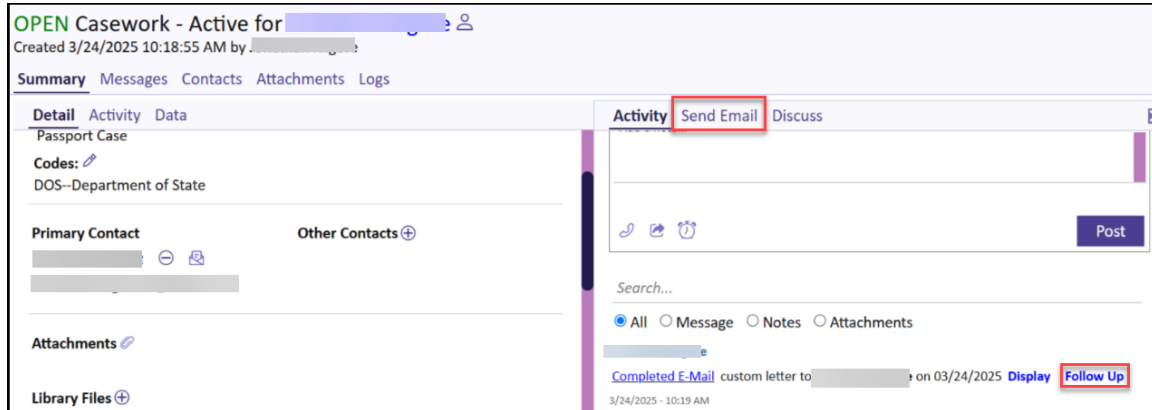 OPEN Casework - Active for
Created 3/24/2025 10:18:55 AM by
Summary Messages Contacts Attachments Logs
Detail Activity Data
Passport Case
Codes:
DOS--Department of State
Primary Contact
Other Contacts
Attachments
Library Files
Activity Send Email Discuss
Post
Search...
All Message Notes Attachments
Completed E-Mail custom letter to on 03/24/2025 Display Follow Up
3/24/2025 - 10:19 AM